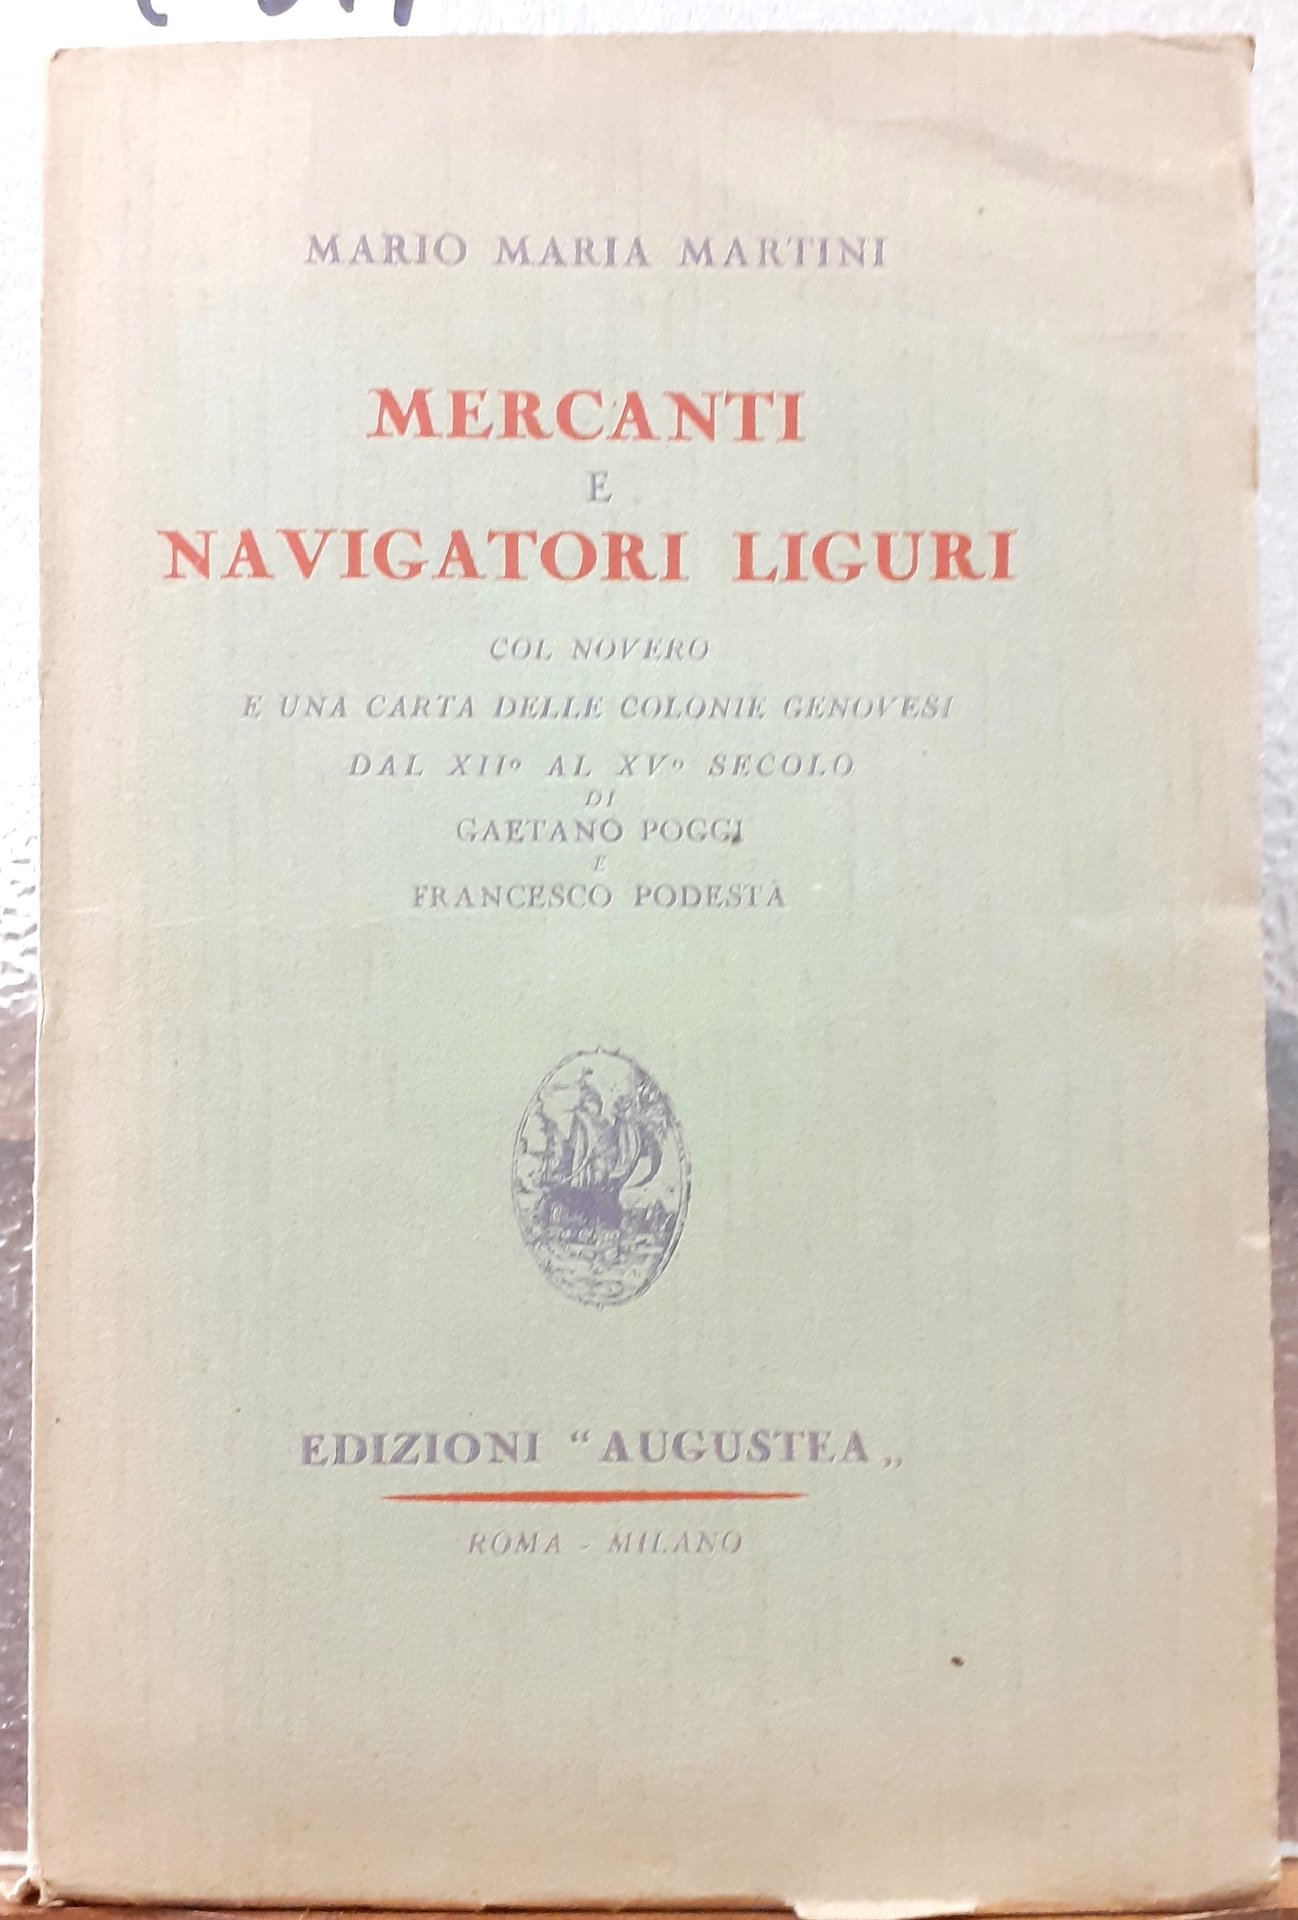 MARIO MARIA MARTINI
MERCANTI
E
NAVIGATORI LIGURI
COL NOVERO
E UNA CARTA DELLE COLONIE GENOVESI
DAL XIIº AL XVº SECOLO
DI
GAETANO POGGI
E
FRANCESCO PODESTÀ
EDIZIONI “AUGUSTEA„
ROMA - MILANO